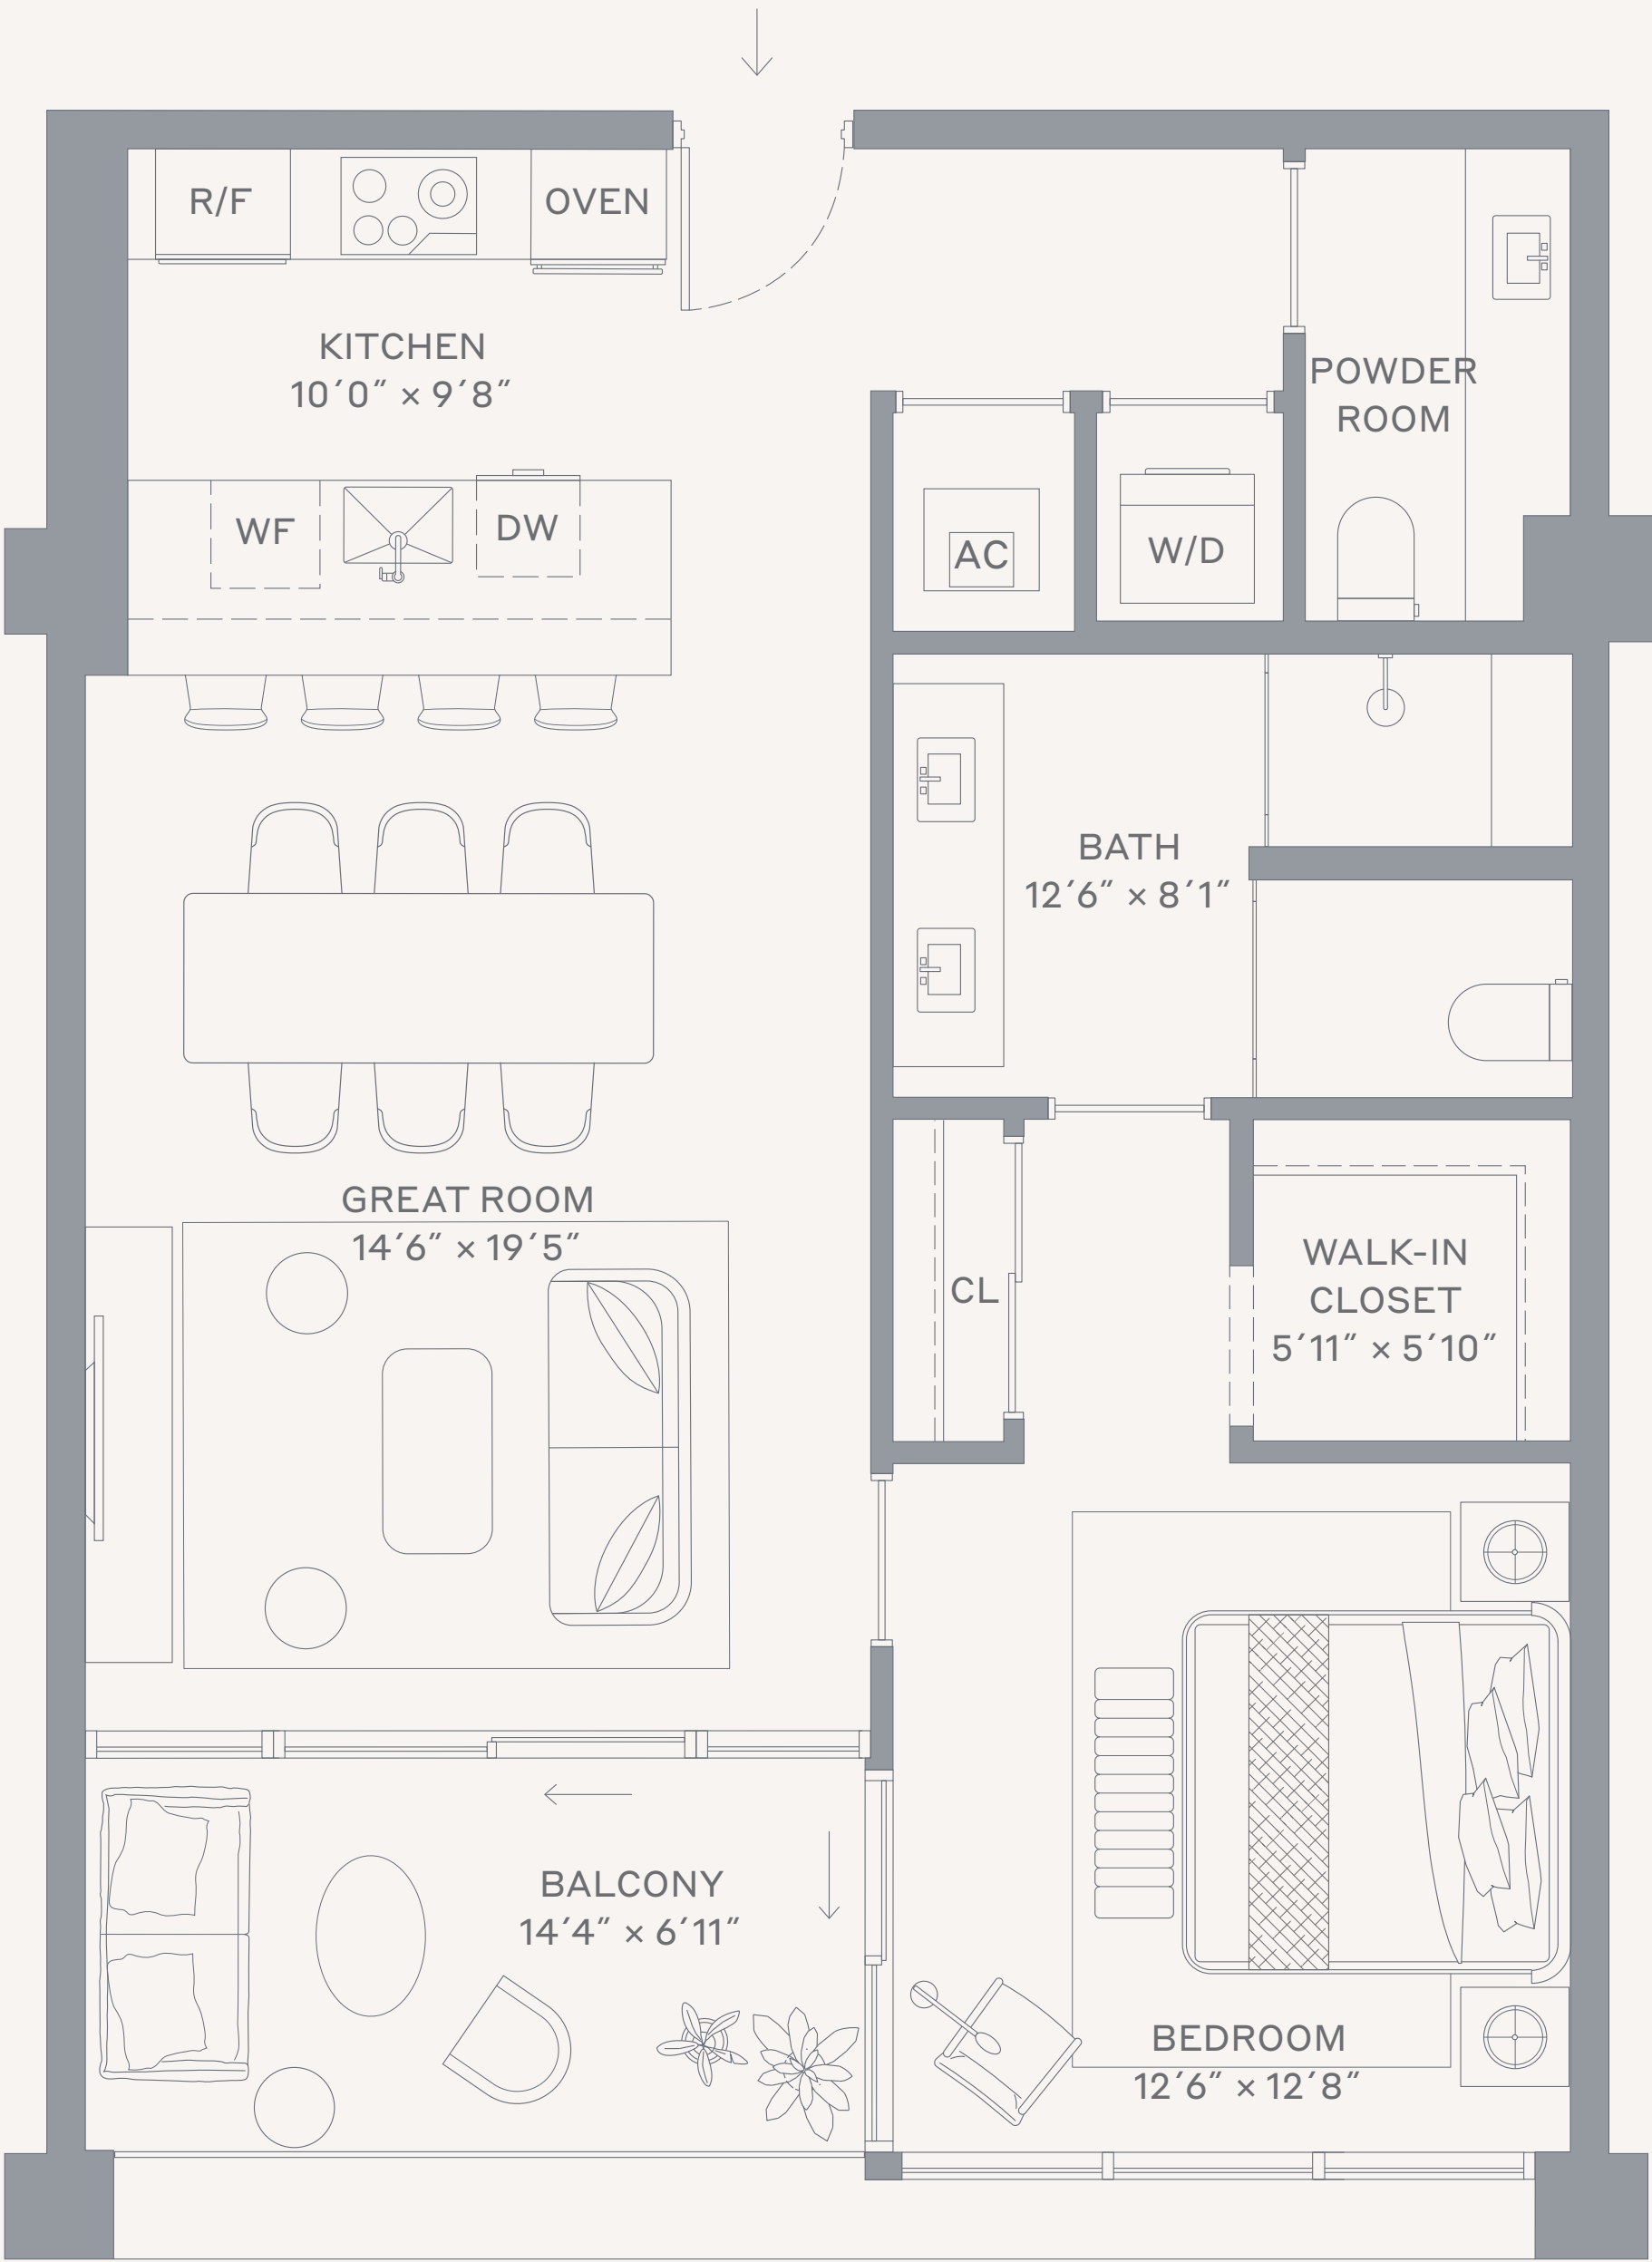 R/F
OVEN
KITCHEN
10´0˝ × 9´8˝
POWDER
ROOM
WF
DW
AC
W/D
BATH
12´6˝ × 8´1˝
GREAT ROOM
14´6˝ × 19´5˝
CL
WALK-IN
CLOSET
5´11˝ × 5´10˝
BALCONY
14´4˝ × 6´11˝
BEDROOM
12´6˝ × 12´8˝